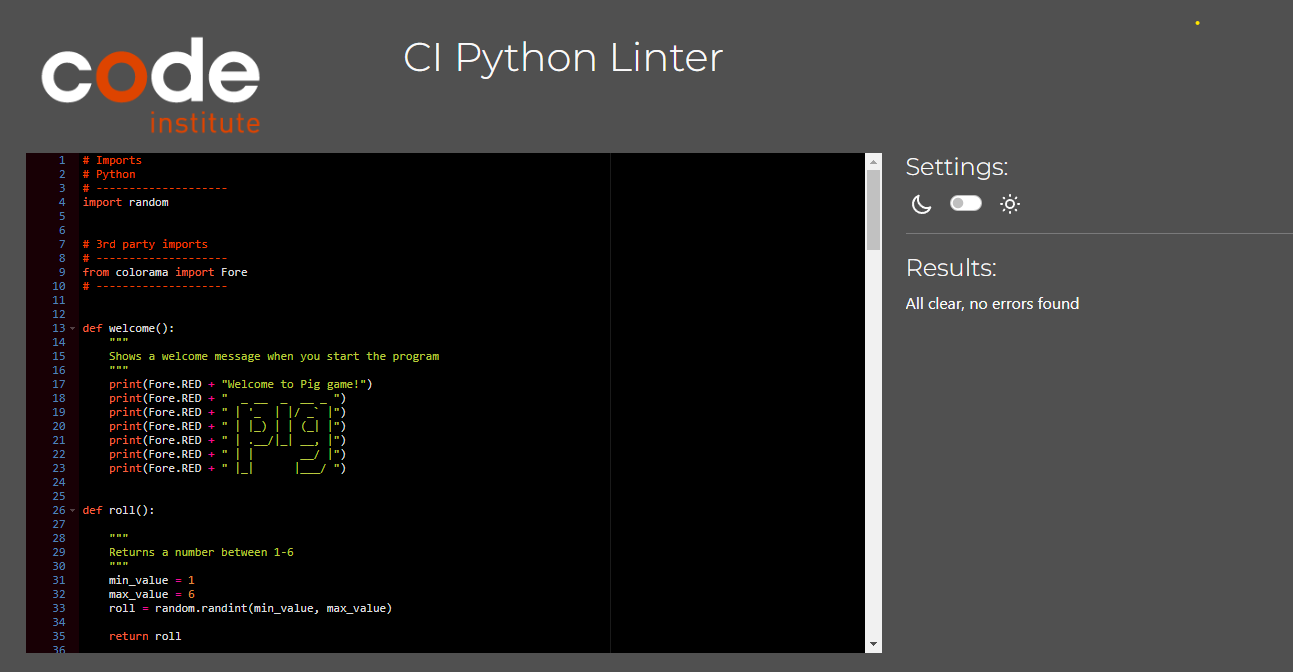 code
institute
CI Python Linter
1 # Imports
2 # Python
3 # --------------------
4 import random
5
6
7 # 3rd party imports
8 # --------------------
9 from colorama import Fore
10 # --------------------
11
12
13 def welcome():
14     """
15     Shows a welcome message when you start the program
16     """
17     print(Fore.RED + "Welcome to Pig game!")
18     print(Fore.RED + "  _ __  _  __ _ ")
19     print(Fore.RED + " | '_  | |/ _` |")
20     print(Fore.RED + " | |_) | | (_| |")
21     print(Fore.RED + " | .__/|_| __, |")
22     print(Fore.RED + " | |       __/ |")
23     print(Fore.RED + " |_|      |___/ ")
24
25
26 def roll():
27
28     """
29     Returns a number between 1-6
30     """
31     min_value = 1
32     max_value = 6
33     roll = random.randint(min_value, max_value)
34
35     return roll
36
Settings:
Results:
All clear, no errors found